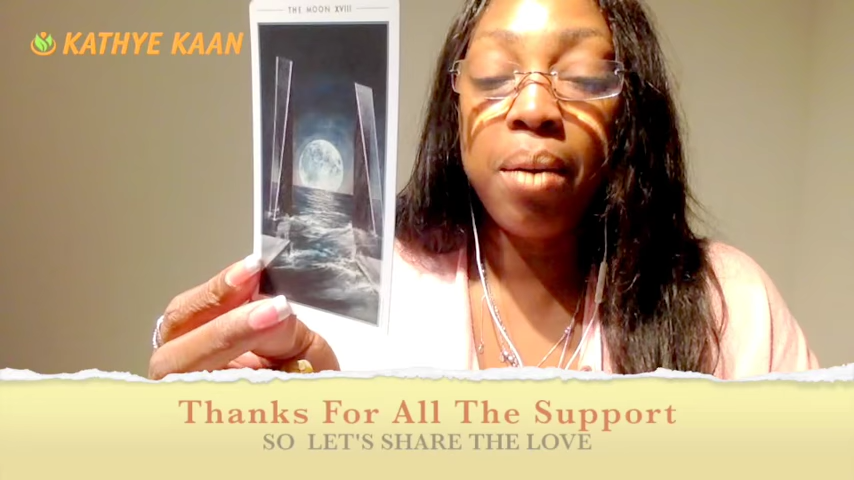 THE MOON XVIII
KATHYE KAAN
Thanks For All The Support
SO LET'S SHARE THE LOVE